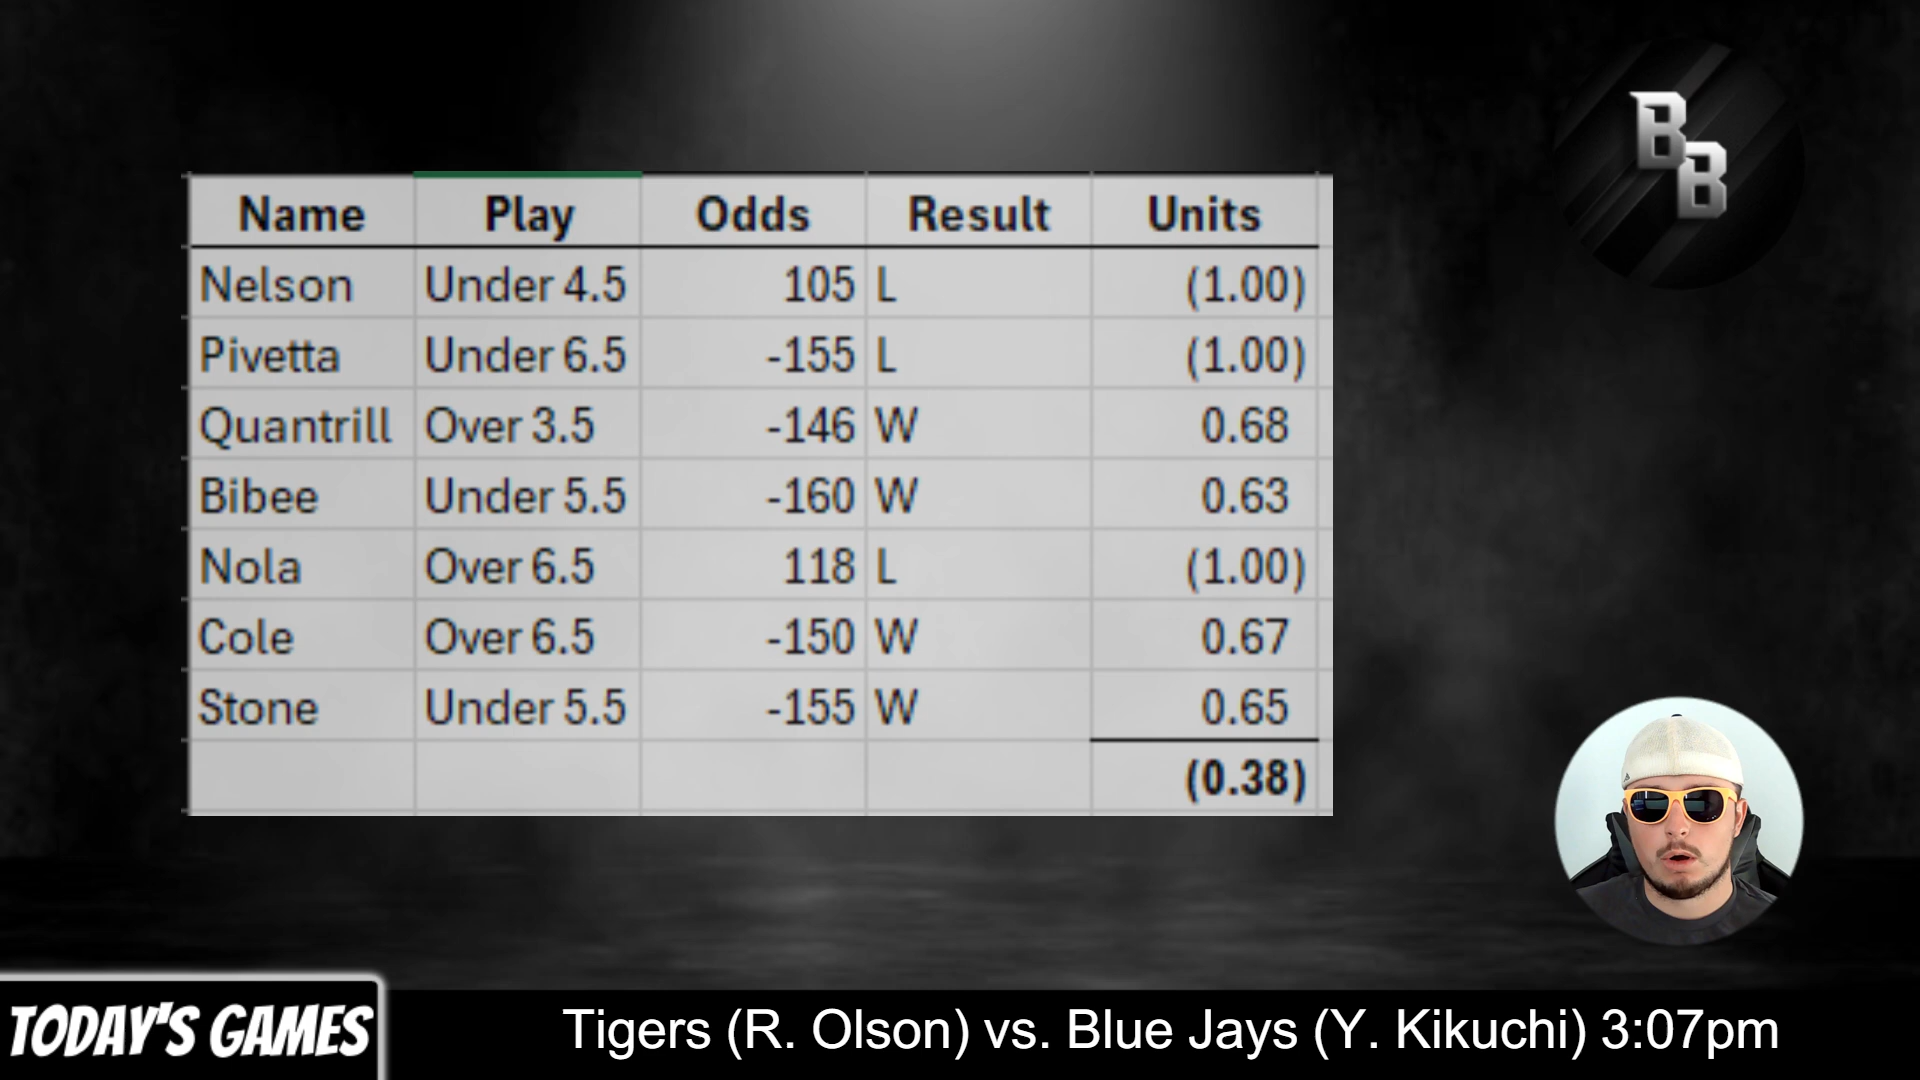 BB
Name Play Odds Result Units
Nelson Under 4.5 105 L (1.00)
Pivetta Under 6.5 -155 L (1.00)
Quantrill Over 3.5 -146 W 0.68
Bibee Under 5.5 -160 W 0.63
Nola Over 6.5 118 L (1.00)
Cole Over 6.5 -150 W 0.67
Stone Under 5.5 -155 W 0.65
(0.38)
TODAY'S GAMES
Tigers (R. Olson) vs. Blue Jays (Y. Kikuchi) 3:07pm